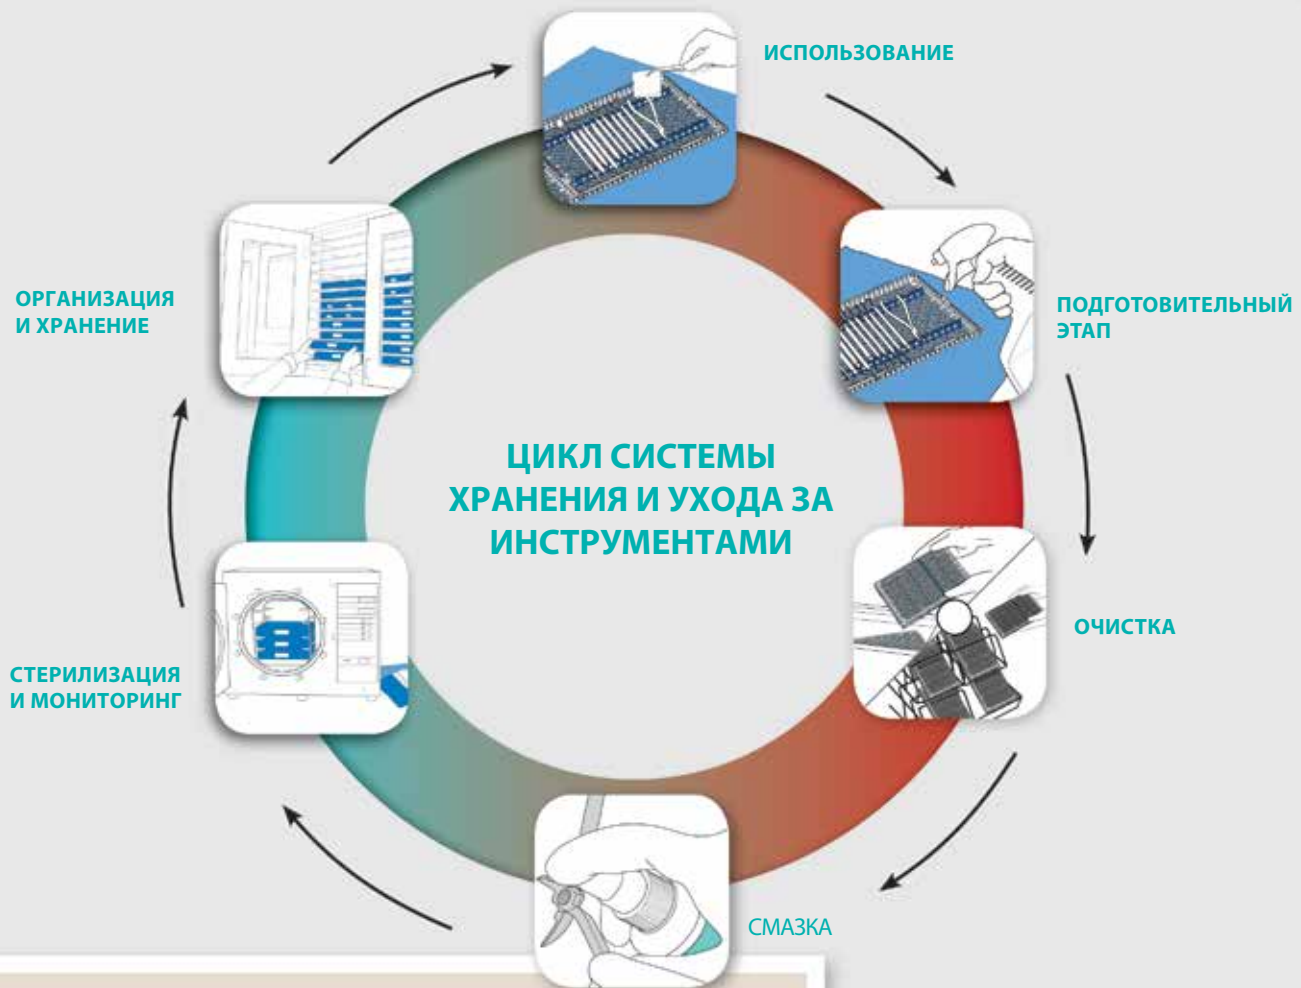 ИСПОЛЬЗОВАНИЕ
ПОДГОТОВИТЕЛЬНЫЙ
ЭТАП
ОЧИСТКА
СМАЗКА
СТЕРИЛИЗАЦИЯ
И МОНИТОРИНГ
ОРГАНИЗАЦИЯ
И ХРАНЕНИЕ
ЦИКЛ СИСТЕМЫ
ХРАНЕНИЯ И УХОДА ЗА
ИНСТРУМЕНТАМИ